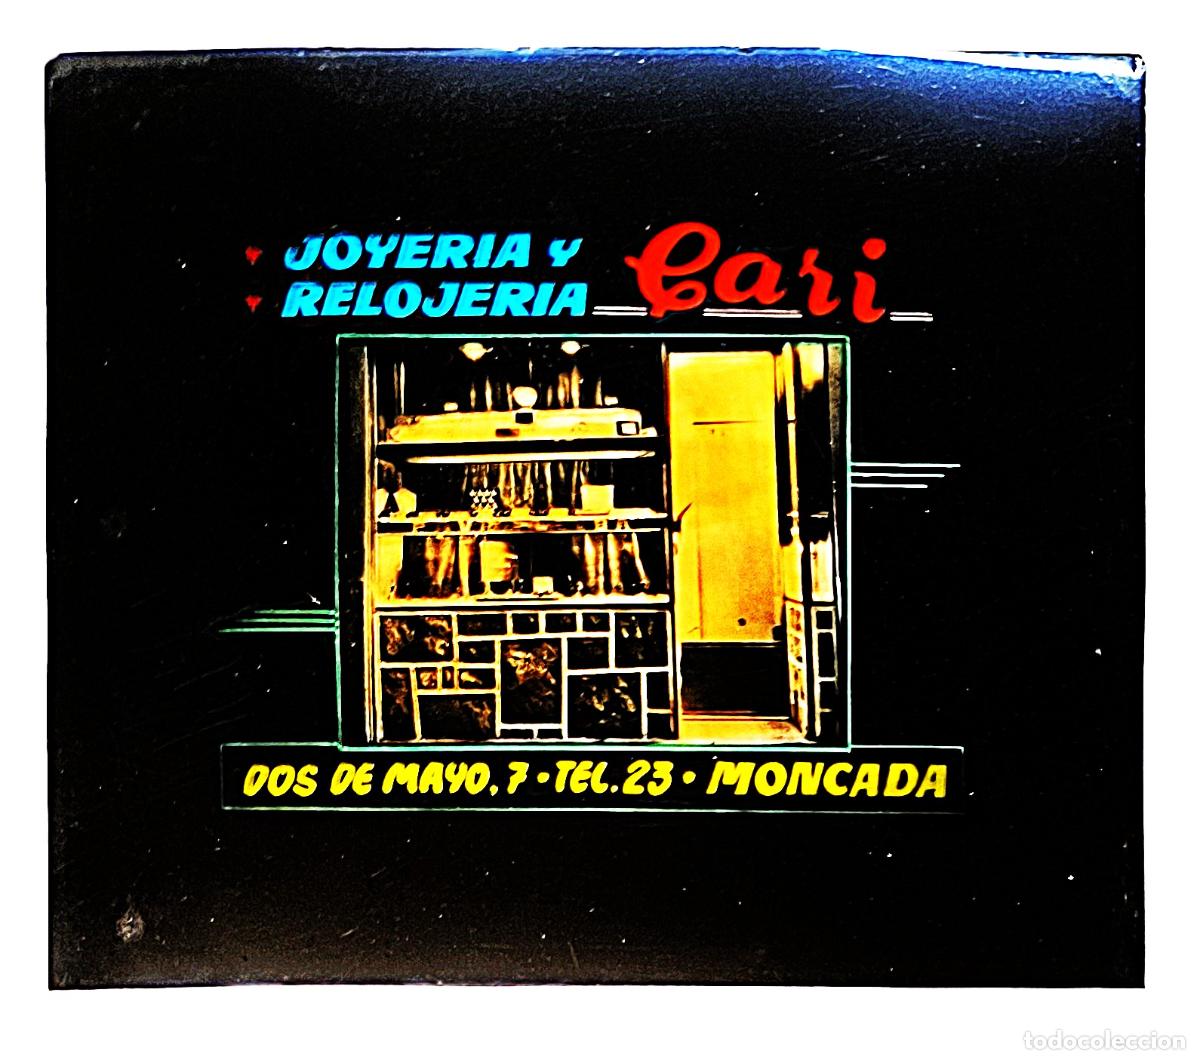 JOYERIA Y
RELOJERIA Cari
DOS DE MAYO, 7 • TEL. 23 • MONCADA
todocoleccion